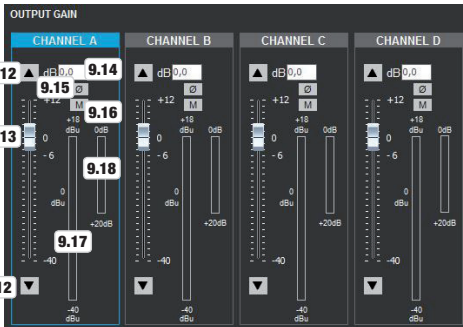 OUTPUT GAIN
CHANNEL A CHANNEL B CHANNEL C CHANNEL D
12 dB 0,0 9.14 dB 0,0 dB 0,0 dB 0,0
9.15 Ø Ø Ø Ø
+12 M 9.16 +12 M +12 M +12 M
+18 +18 +18 +18
13 dBu 0dB dBu 0dB dBu 0dB dBu 0dB
0 0 0 0
- 6 9.18 - 6 - 6 - 6
0 0 0 0
dBu dBu dBu dBu
+20dB +20dB +20dB +20dB
9.17
-40 -40 -40 -40
12
-40 -40 -40 -40
dBu dBu dBu dBu